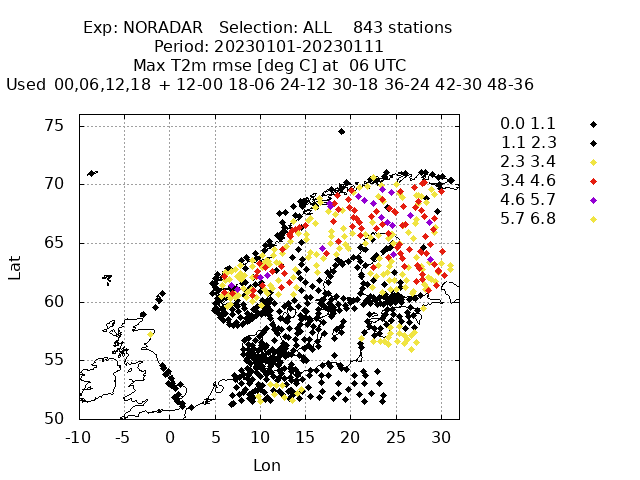 Exp: NORADAR   Selection: ALL    843 stations
Period: 20230101-20230111
Max T2m rmse [deg C] at  06 UTC
Used  00,06,12,18  + 12-00 18-06 24-12 30-18 36-24 42-30 48-36
0.0 1.1
1.1 2.3
2.3 3.4
3.4 4.6
4.6 5.7
5.7 6.8
75
70
65
60
55
50
Lat
-10 -5 0 5 10 15 20 25 30
Lon